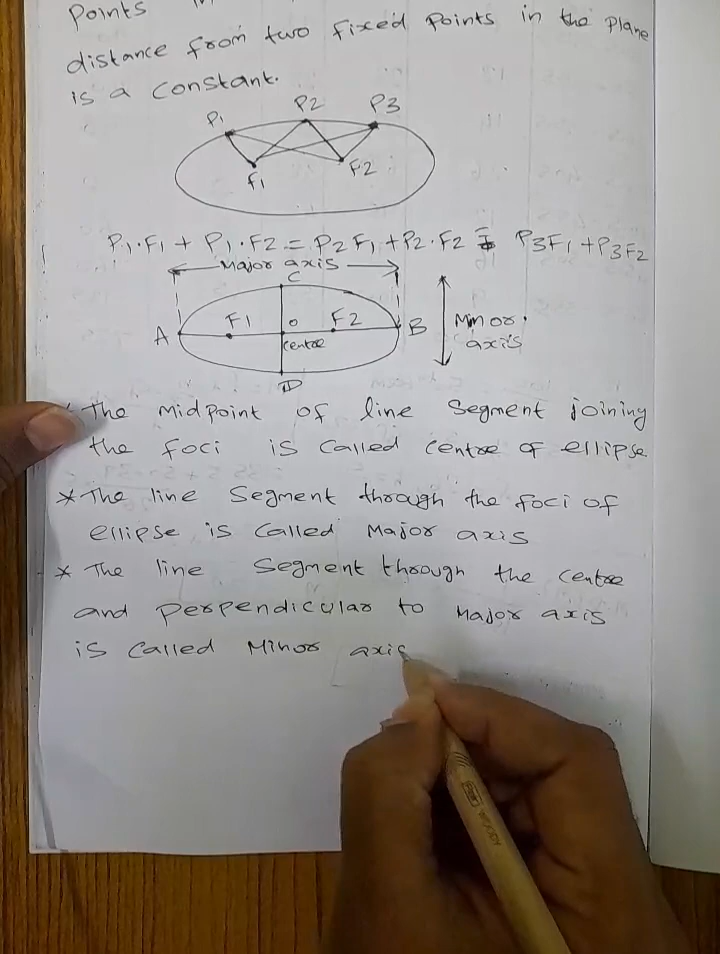 Points in
distance from two fixed points in the plane
is a constant.
P1 P2 P3
F1 F2
P1.F1 + P1.F2 = P2F1 + P2.F2 = P3F1 + P3F2
Major axis
C
A F1 O F2 B Minor
centre axis
D
* The midpoint of line segment joining
the foci is called centre of ellipse
* The line segment through the foci of
ellipse is called Major axis
* The line segment through the centre
and perpendicular to Major axis
is called Minor axis